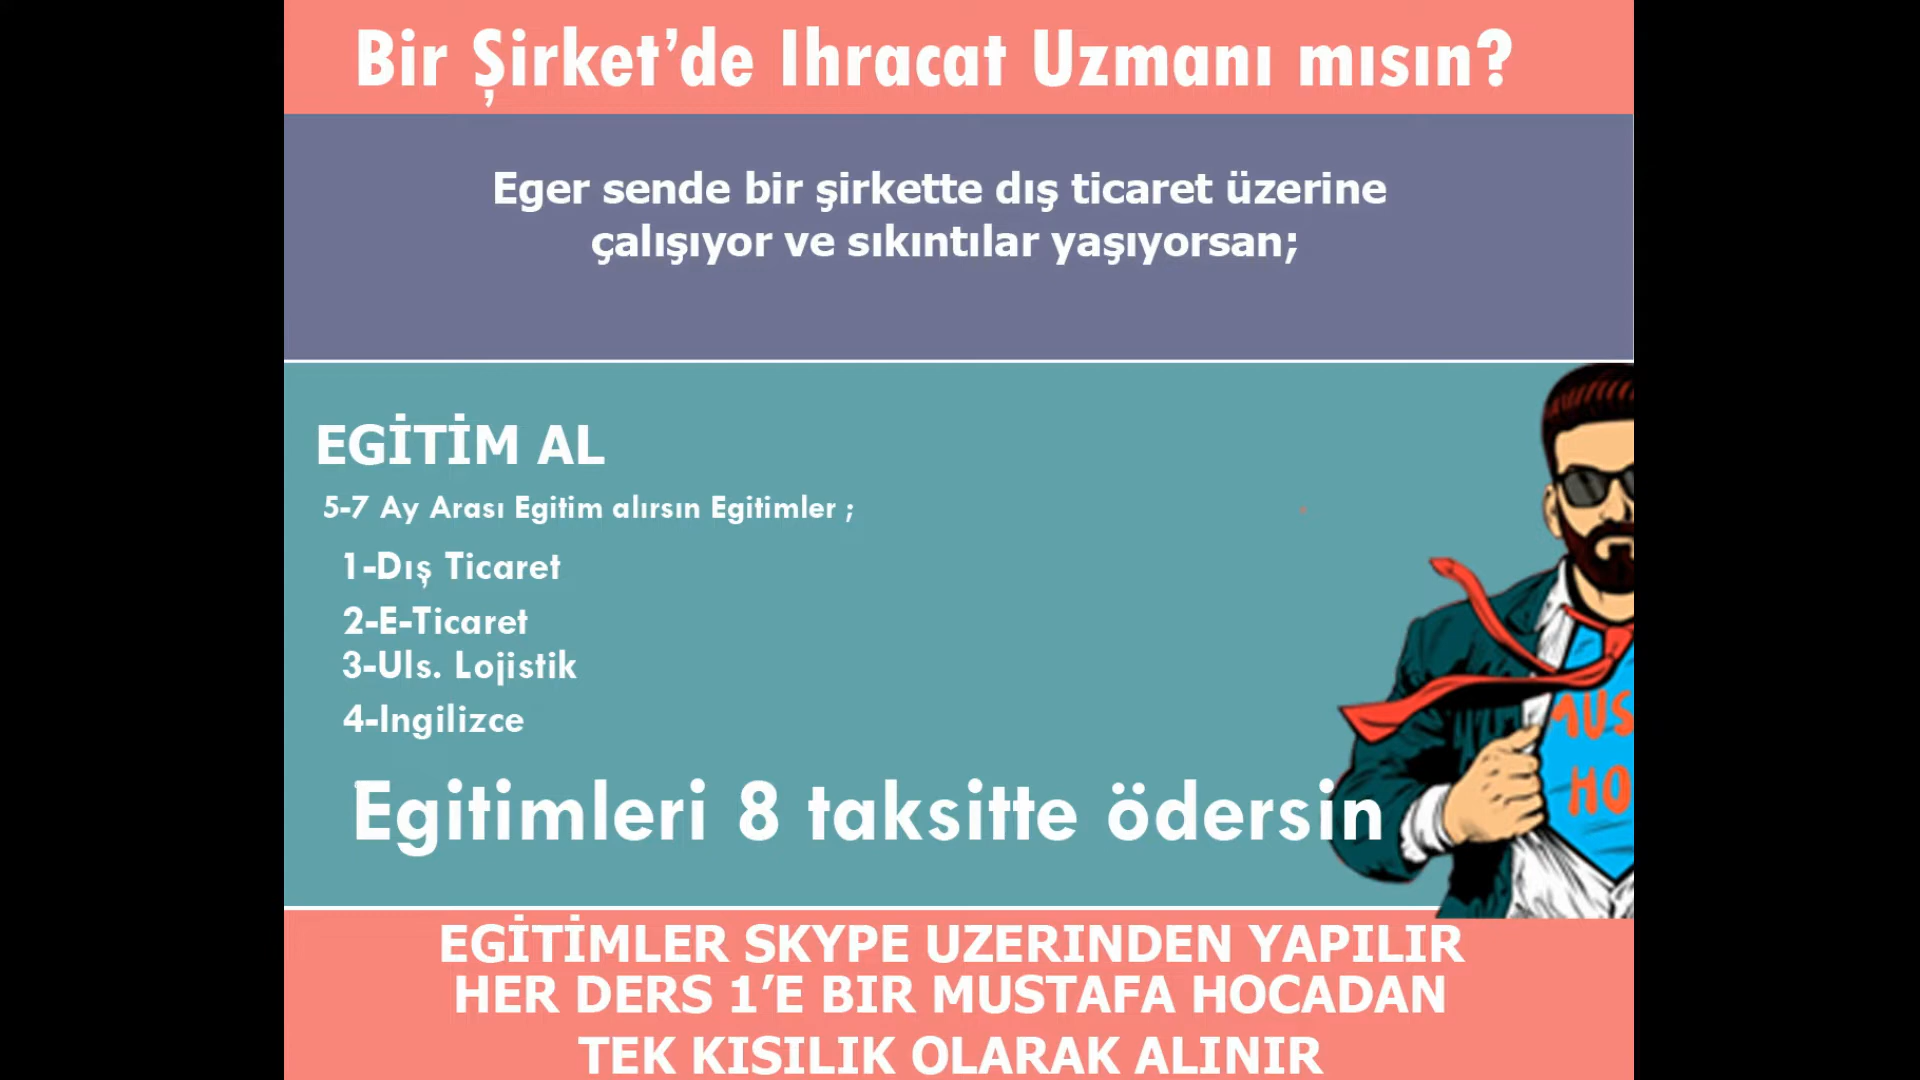 Bir Şirket’de Ihracat Uzmanı mısın?
Eger sende bir şirkette dış ticaret üzerine
çalışıyor ve sıkıntılar yaşıyorsan;
EGİTİM AL
5-7 Ay Arası Egitim alırsın Egitimler ;
1-Dış Ticaret
2-E-Ticaret
3-Uls. Lojistik
4-Ingilizce
Egitimleri 8 taksitte ödersin
EGİTİMLER SKYPE UZERINDEN YAPILIR
HER DERS 1’E BIR MUSTAFA HOCADAN
TEK KISILIK OLARAK ALINIR